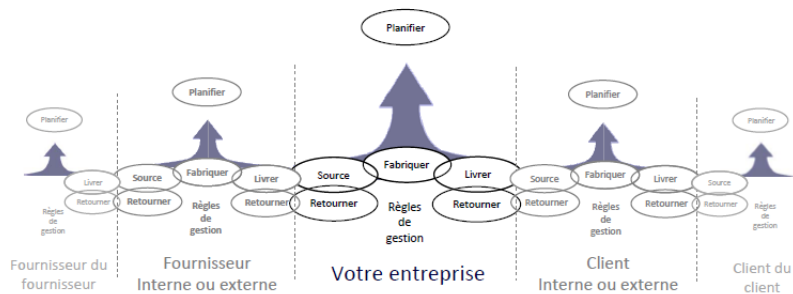 Planifier
Planifier
Planifier
Planifier
Planifier
Livrer
Retourner
Règles
de
gestion
Source
Fabriquer
Livrer
Retourner
Retourner
Règles
de
gestion
Source
Fabriquer
Livrer
Retourner
Retourner
Règles
de
gestion
Source
Fabriquer
Livrer
Retourner
Retourner
Règles
de
gestion
Source
Retourner
Règles
de
gestion
Fournisseur du
fournisseur
Fournisseur
Interne ou externe
Votre entreprise
Client
Interne ou externe
Client du
client